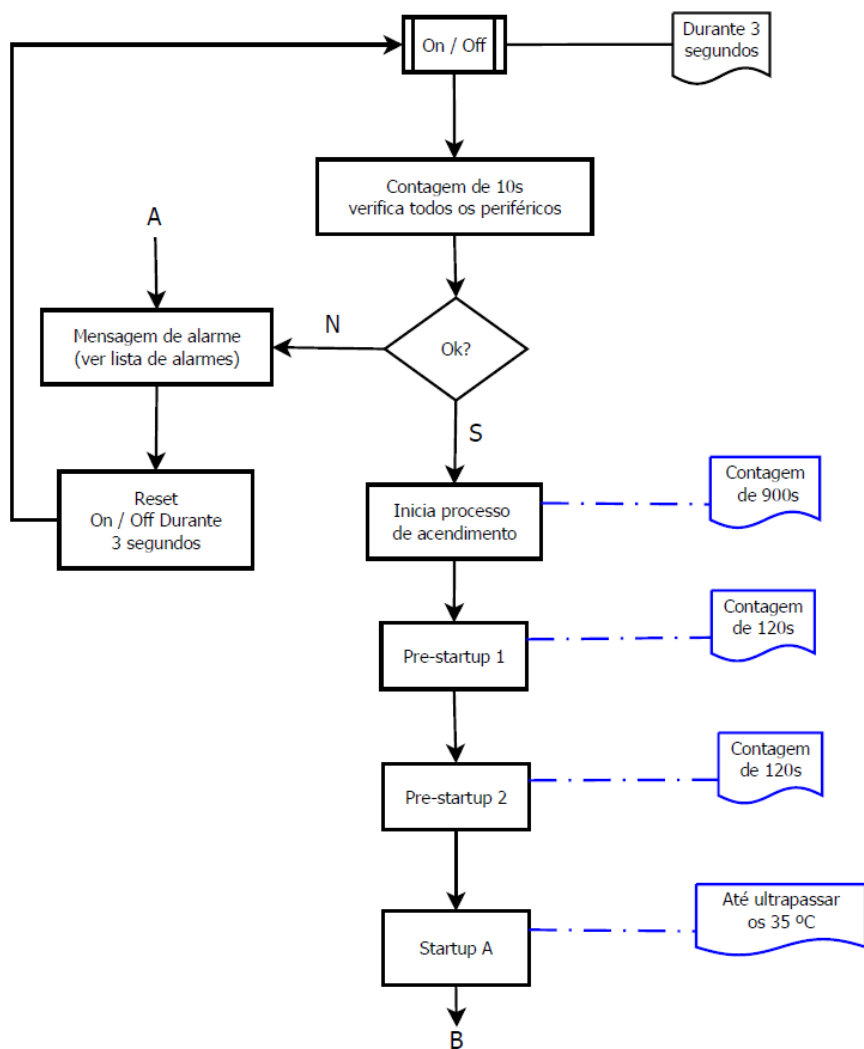 On / Off
Durante 3
segundos
Contagem de 10s
verifica todos os periféricos
A
Mensagem de alarme
(ver lista de alarmes)
N
Ok?
S
Reset
On / Off Durante
3 segundos
Inicia processo
de acendimento
Contagem
de 900s
Pre-startup 1
Contagem
de 120s
Pre-startup 2
Contagem
de 120s
Startup A
Até ultrapassar
os 35 ºC
B